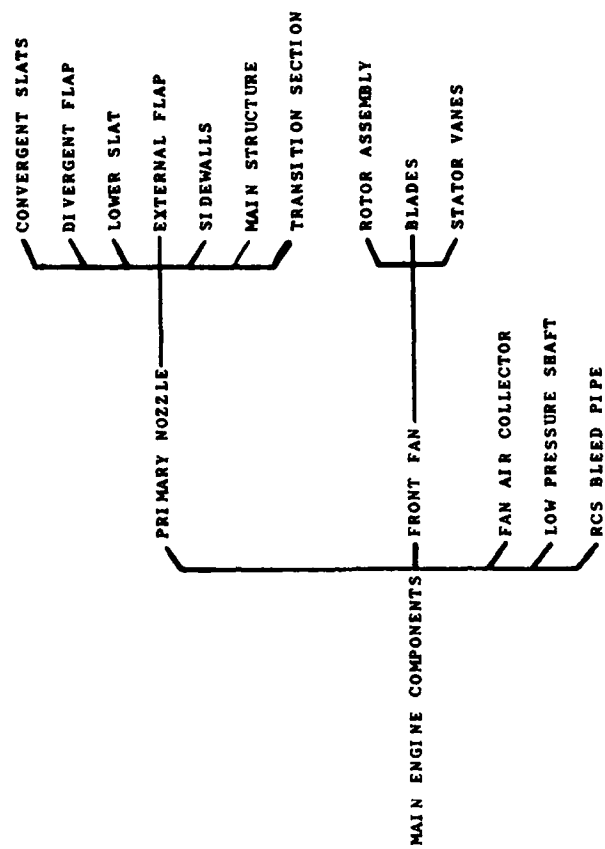 CONVERGENT SLATS
DIVERGENT FLAP
LOWER SLAT
EXTERNAL FLAP
SIDEWALLS
MAIN STRUCTURE
TRANSITION SECTION
PRIMARY NOZZLE
ROTOR ASSEMBLY
BLADES
STATOR VANES
FRONT FAN
FAN AIR COLLECTOR
LOW PRESSURE SHAFT
RCS BLEED PIPE
MAIN ENGINE COMPONENTS